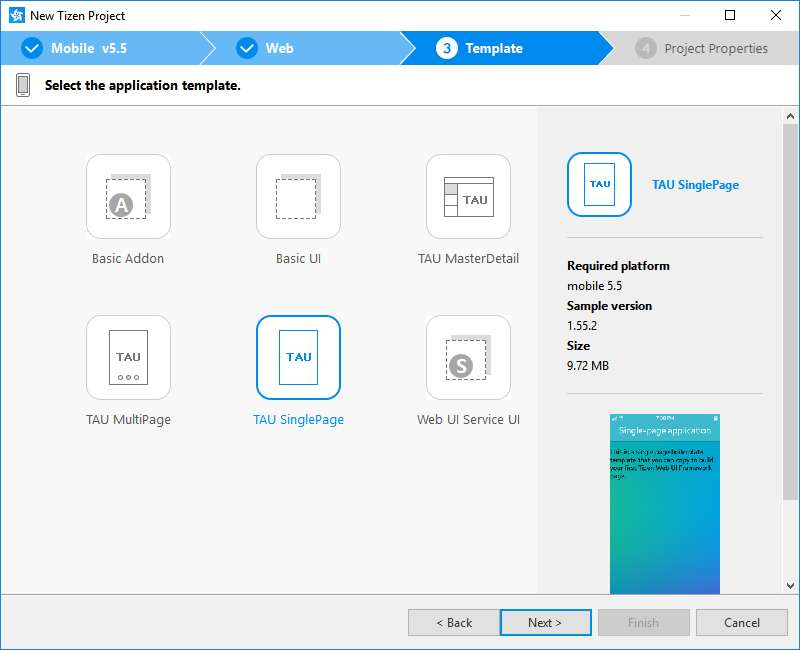 New Tizen Project
Mobile v5.5
Web
3 Template
4 Project Properties
Select the application template.
A
Basic Addon
Basic UI
TAU
TAU MasterDetail
TAU
TAU MultiPage
TAU
TAU SinglePage
S
Web UI Service UI
TAU
TAU SinglePage
Required platform
mobile 5.5
Sample version
1.55.2
Size
9.72 MB
Single-page application
This is a single page boilerplate
template that you can copy to build
your first Tizen Web UI Framework
page.
< Back
Next >
Finish
Cancel